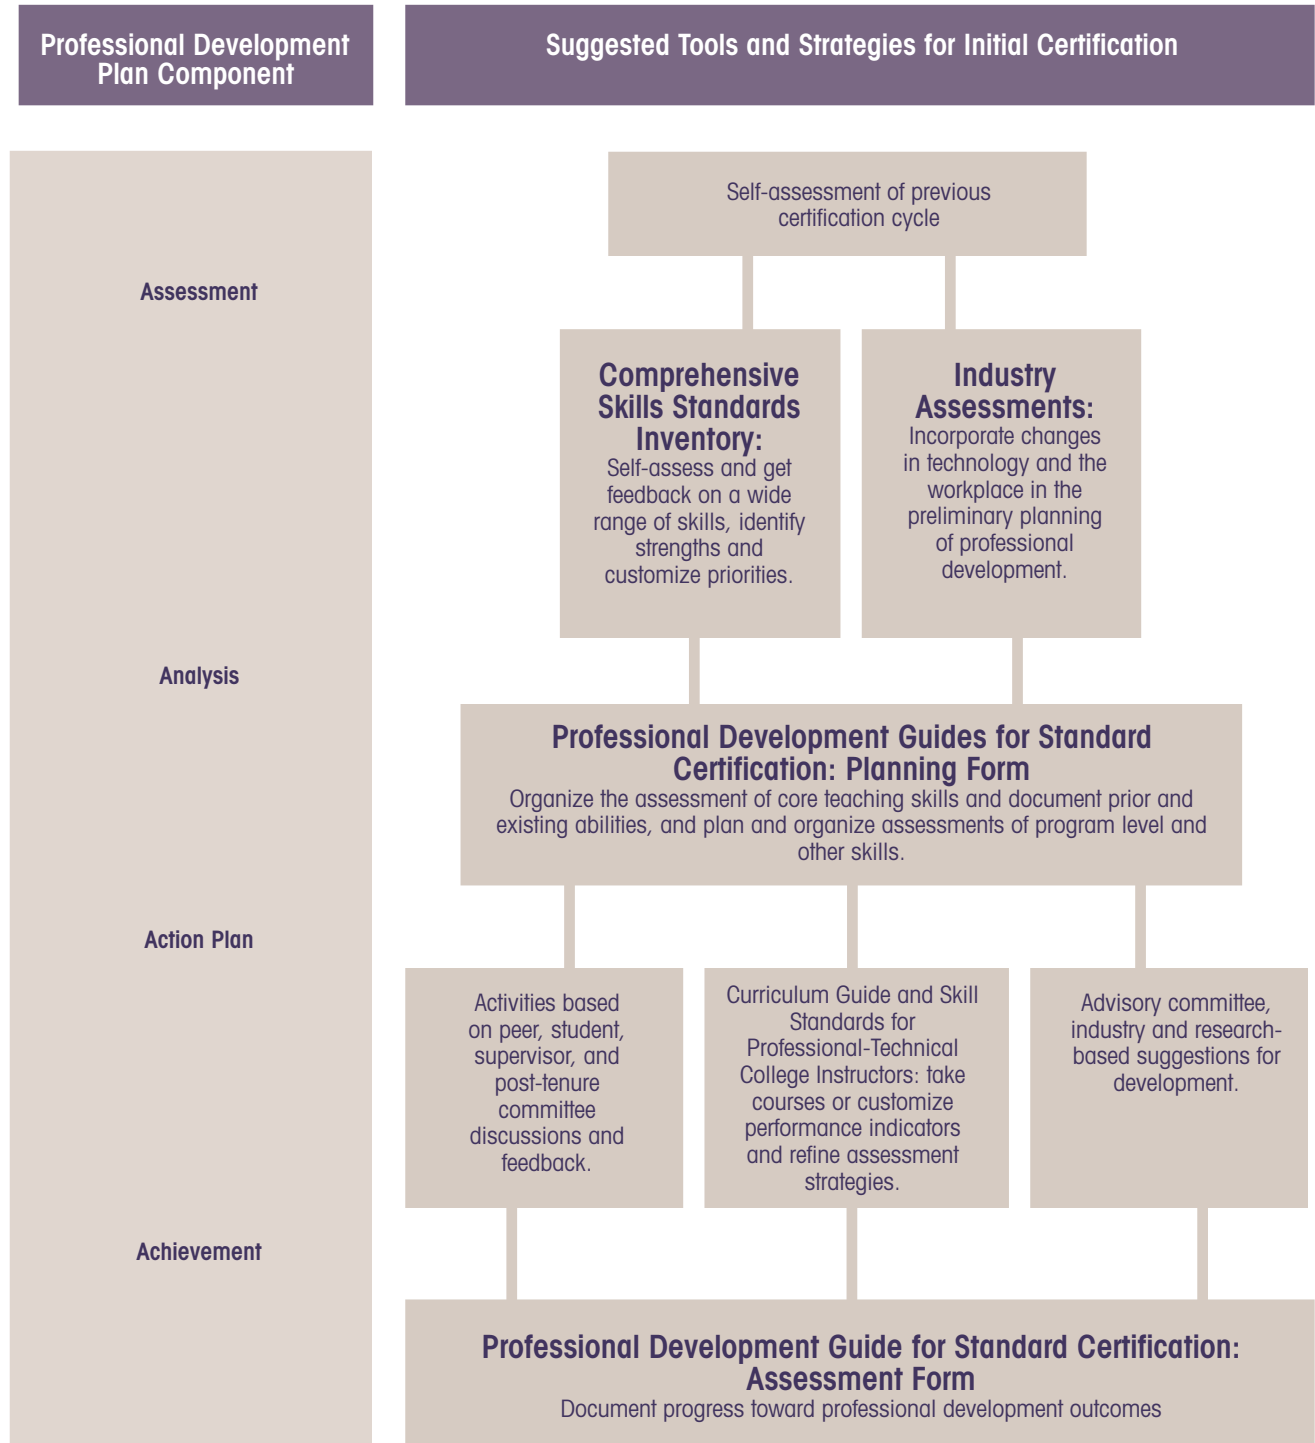 Professional Development
Plan Component
Suggested Tools and Strategies for Initial Certification
Assessment
Self-assessment of previous
certification cycle
Comprehensive
Skills Standards
Inventory:
Self-assess and get
feedback on a wide
range of skills, identify
strengths and
customize priorities.
Industry
Assessments:
Incorporate changes
in technology and the
workplace in the
preliminary planning
of professional
development.
Analysis
Professional Development Guides for Standard
Certification: Planning Form
Organize the assessment of core teaching skills and document prior and
existing abilities, and plan and organize assessments of program level and
other skills.
Action Plan
Activities based
on peer, student,
supervisor, and
post-tenure
committee
discussions and
feedback.
Curriculum Guide and Skill
Standards for
Professional-Technical
College Instructors: take
courses or customize
performance indicators
and refine assessment
strategies.
Advisory committee,
industry and research-
based suggestions for
development.
Achievement
Professional Development Guide for Standard Certification:
Assessment Form
Document progress toward professional development outcomes